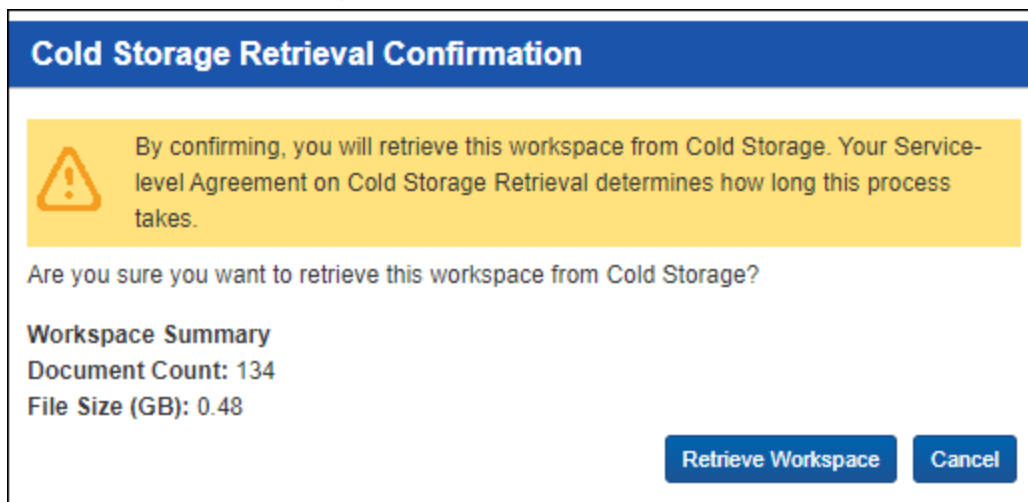 Cold Storage Retrieval Confirmation
By confirming, you will retrieve this workspace from Cold Storage. Your Service-
level Agreement on Cold Storage Retrieval determines how long this process
takes.
Are you sure you want to retrieve this workspace from Cold Storage?
Workspace Summary
Document Count: 134
File Size (GB): 0.48
Retrieve Workspace Cancel